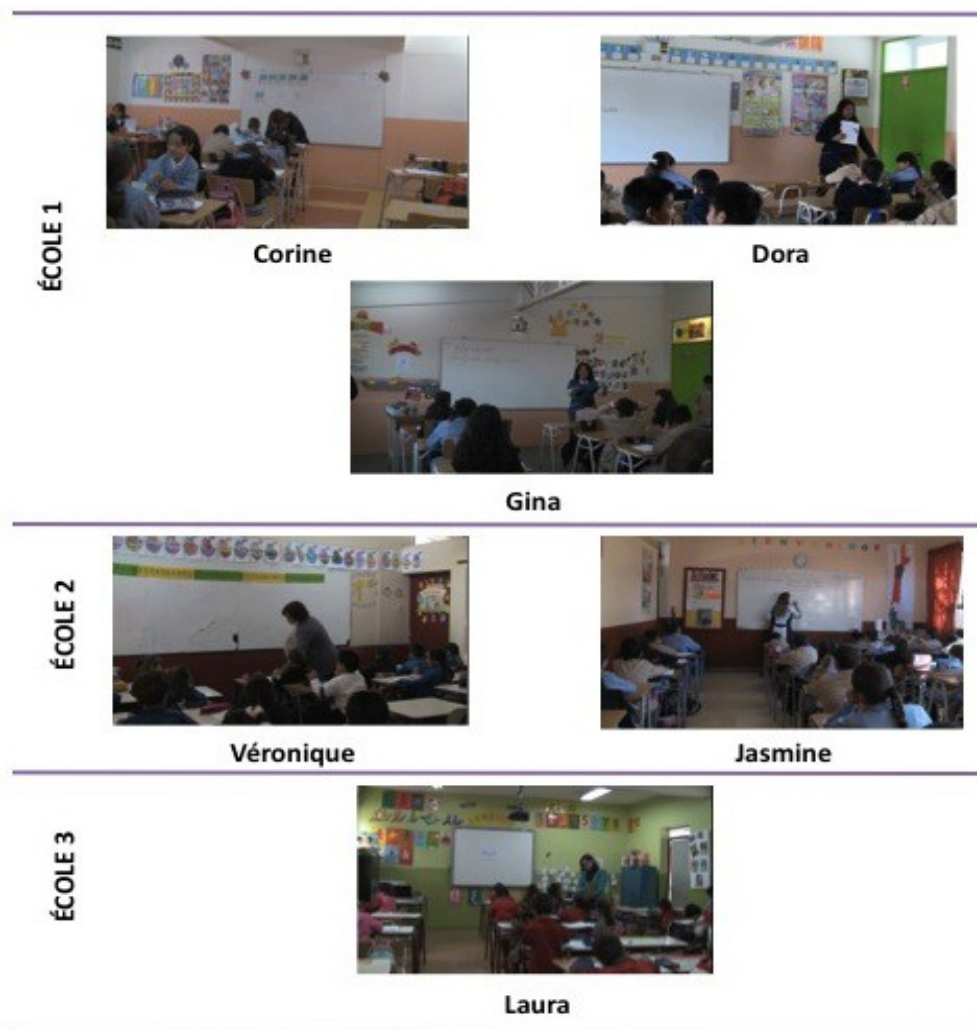 ÉCOLE 1
Corine
Dora
Gina
ÉCOLE 2
Véronique
Jasmine
ÉCOLE 3
Laura